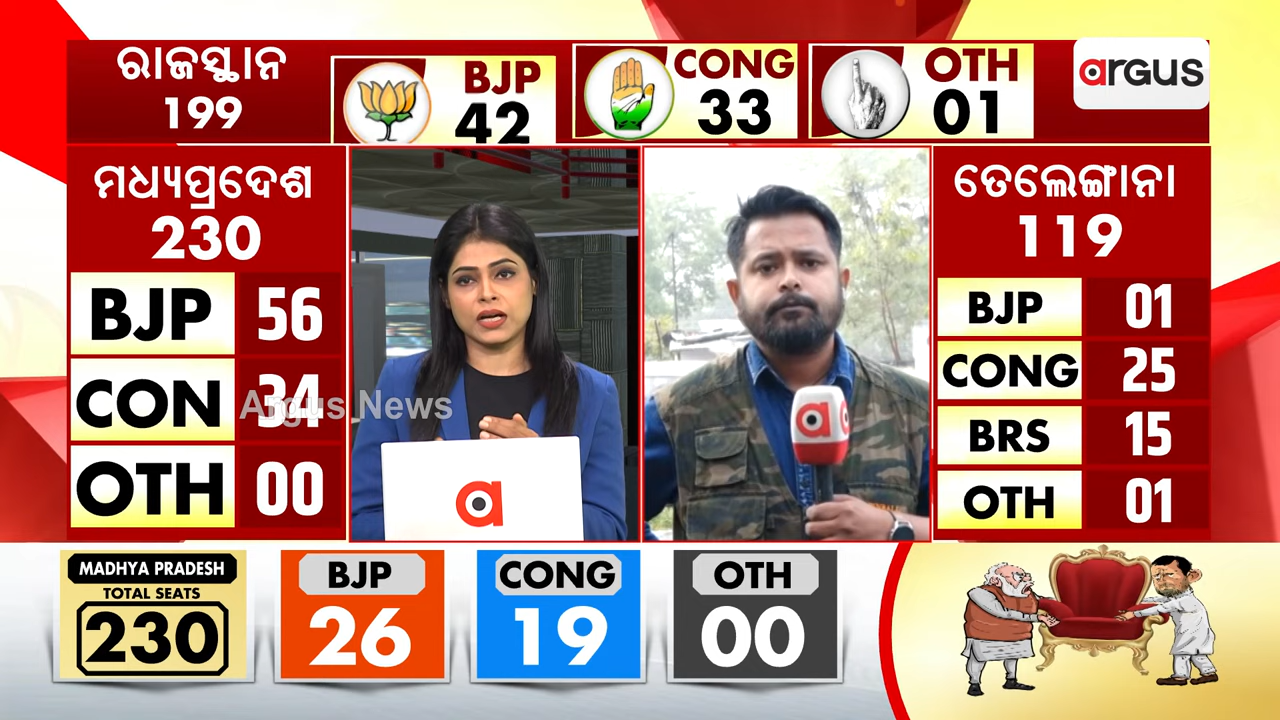 ରାଜସ୍ଥାନ
199
BJP
42
CONG
33
OTH
01
argus
ମଧ୍ୟପ୍ରଦେଶ
230
BJP 56
CON 34
OTH 00
Argus News
ତେଲେଙ୍ଗାନା
119
BJP 01
CONG 25
BRS 15
OTH 01
a
a
MADHYA PRADESH
TOTAL SEATS
230
BJP
26
CONG
19
OTH
00